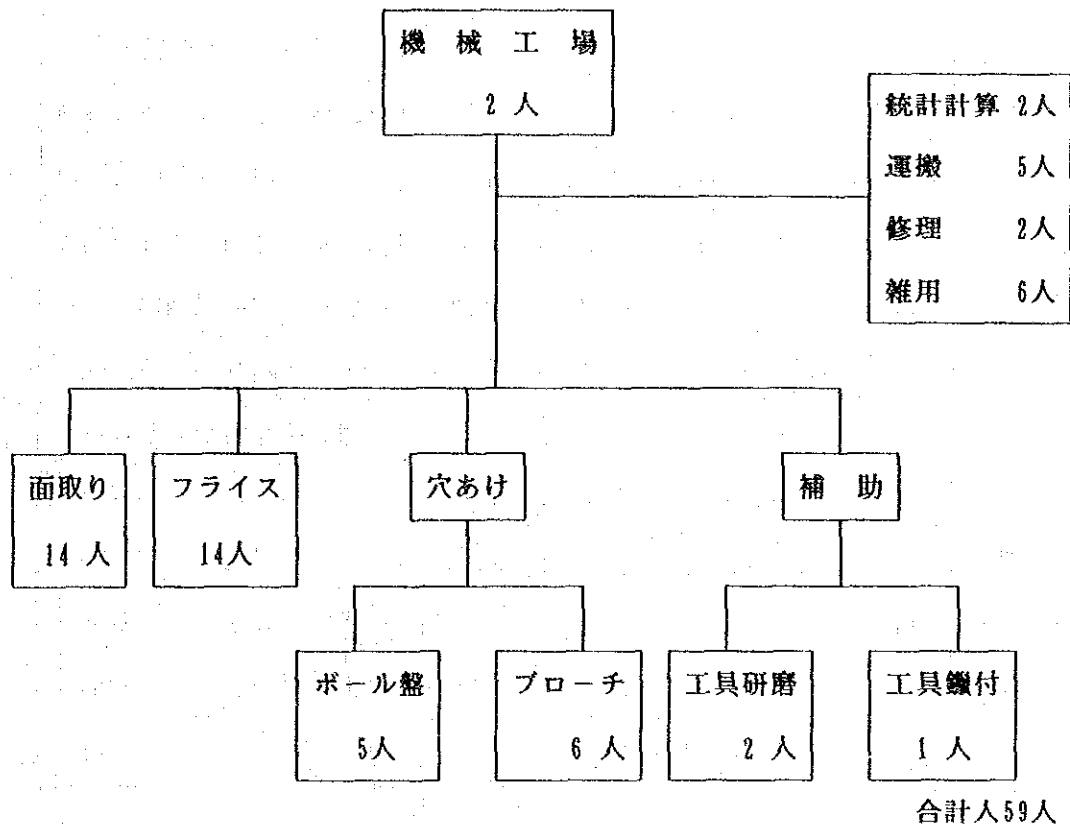 機械工場
2人
統計計算 2人
運搬 5人
修理 2人
雑用 6人
面取り
14人
フライス
14人
穴あけ
補助
ボール盤
5人
ブローチ
6人
工具研磨
2人
工具鑞付
1人
合計人59人